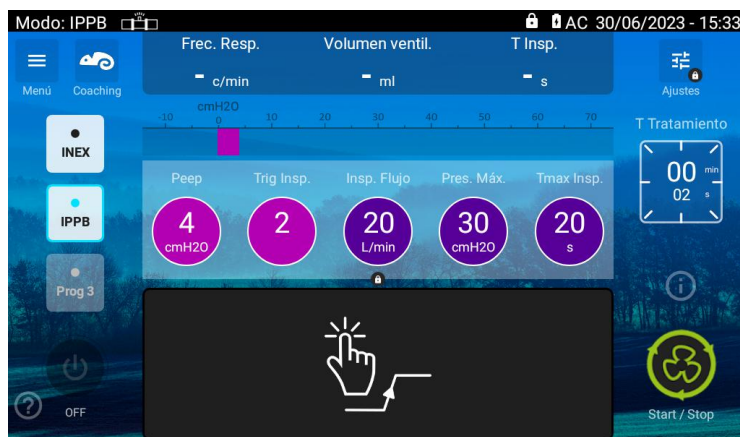 Modo: IPPB
AC 30/06/2023 - 15:33
Menú
Coaching
Frec. Resp.
Volumen ventil.
T Insp.
- c/min
- ml
- s
Ajustes
cmH2O
-10 0 10 20 30 40 50 60 70
T Tratamiento
00 min
02 s
INEX
IPPB
Prog 3
Peep
Trig Insp.
Insp. Flujo
Pres. Máx.
Tmax Insp.
4
cmH2O
2
20
L/min
30
cmH2O
20
s
i
?
OFF
Start / Stop